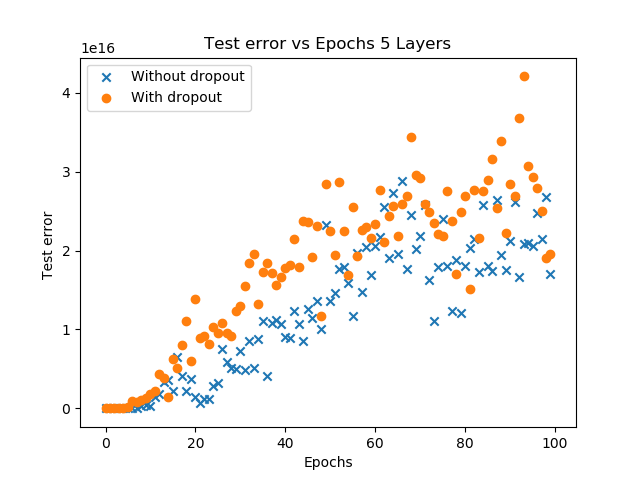 Test error vs Epochs 5 Layers
1e16
Without dropout
With dropout
4
3
2
1
0
Test error
0 20 40 60 80 100
Epochs